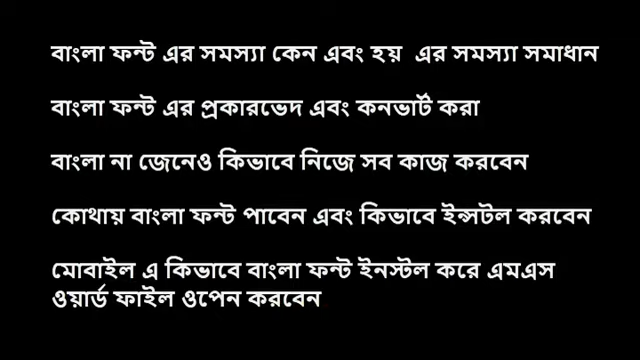 বাংলা ফন্ট এর সমস্যা কেন এবং হয় এর সমস্যা সমাধান
বাংলা ফন্ট এর প্রকারভেদ এবং কনভার্ট করা
বাংলা না জেনেও কিভাবে নিজে সব কাজ করবেন
কোথায় বাংলা ফন্ট পাবেন এবং কিভাবে ইন্সটল করবেন
মোবাইল এ কিভাবে বাংলা ফন্ট ইনস্টল করে এমএস
ওয়ার্ড ফাইল ওপেন করবেন